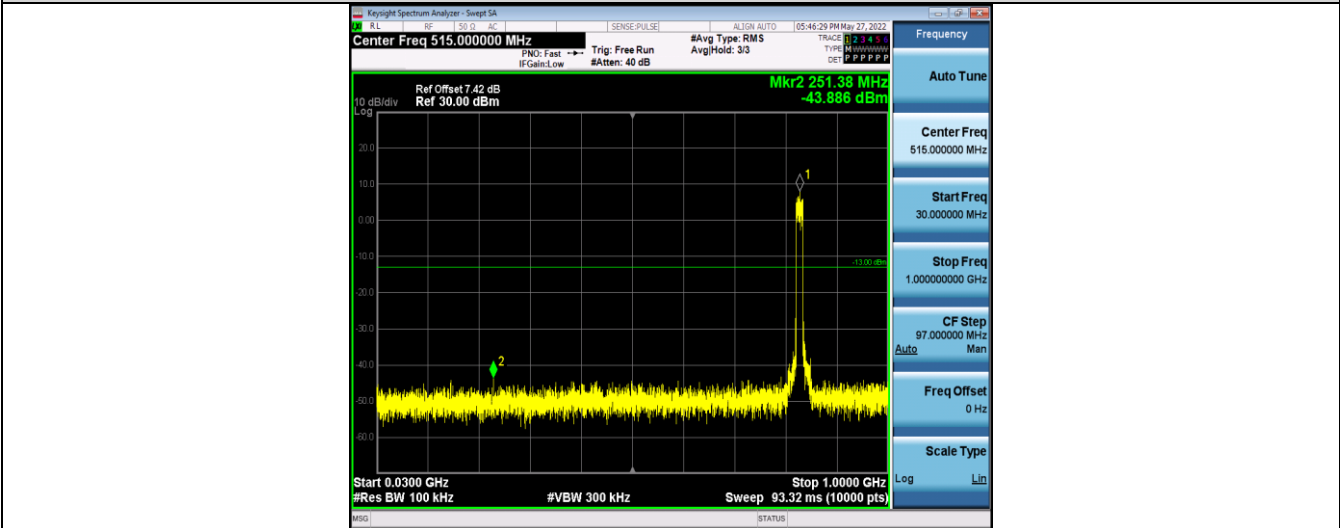 Keysight Spectrum Analyzer - Swept SA
RL RF 50 Ω AC SENSE:PULSE ALIGN AUTO 05:46:29 PM May 27, 2022
Center Freq 515.000000 MHz
PNO: Fast
IFGain:Low
Trig: Free Run
#Atten: 40 dB
#Avg Type: RMS
Avg|Hold: 3/3
TRACE 1 2 3 4 5 6
TYPE M W W W W W
DET P P P P P P
Ref Offset 7.42 dB
Ref 30.00 dBm
10 dB/div
Log
Mkr2 251.38 MHz
-43.886 dBm
20.0
10.0
0.00
-10.0
-20.0
-30.0
-40.0
-50.0
-60.0
1
-13.00 dBm
2
Start 0.0300 GHz
Stop 1.0000 GHz
#Res BW 100 kHz
#VBW 300 kHz
Sweep 93.32 ms (10000 pts)
MSG
STATUS
Frequency
Auto Tune
Center Freq
515.000000 MHz
Start Freq
30.000000 MHz
Stop Freq
1.000000000 GHz
CF Step
97.000000 MHz
Auto Man
Freq Offset
0 Hz
Scale Type
Log Lin